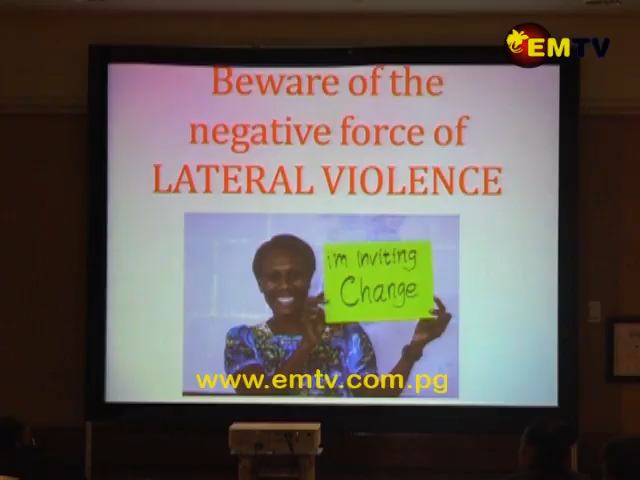 EMTV
Beware of the
negative force of
LATERAL VIOLENCE
i'm inviting
Change
www.emtv.com.pg